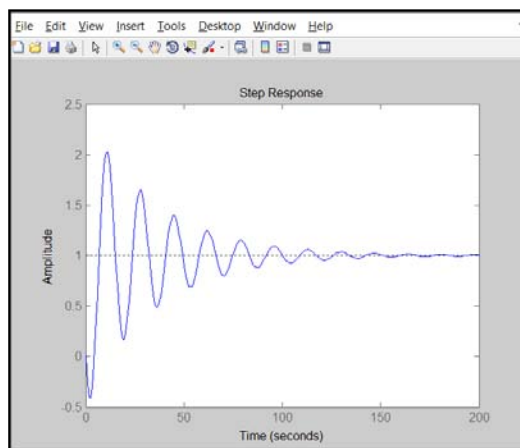 File Edit View Insert Tools Desktop Window Help
Step Response
2.5
2
1.5
1
0.5
0
-0.5
Amplitude
0 50 100 150 200
Time (seconds)